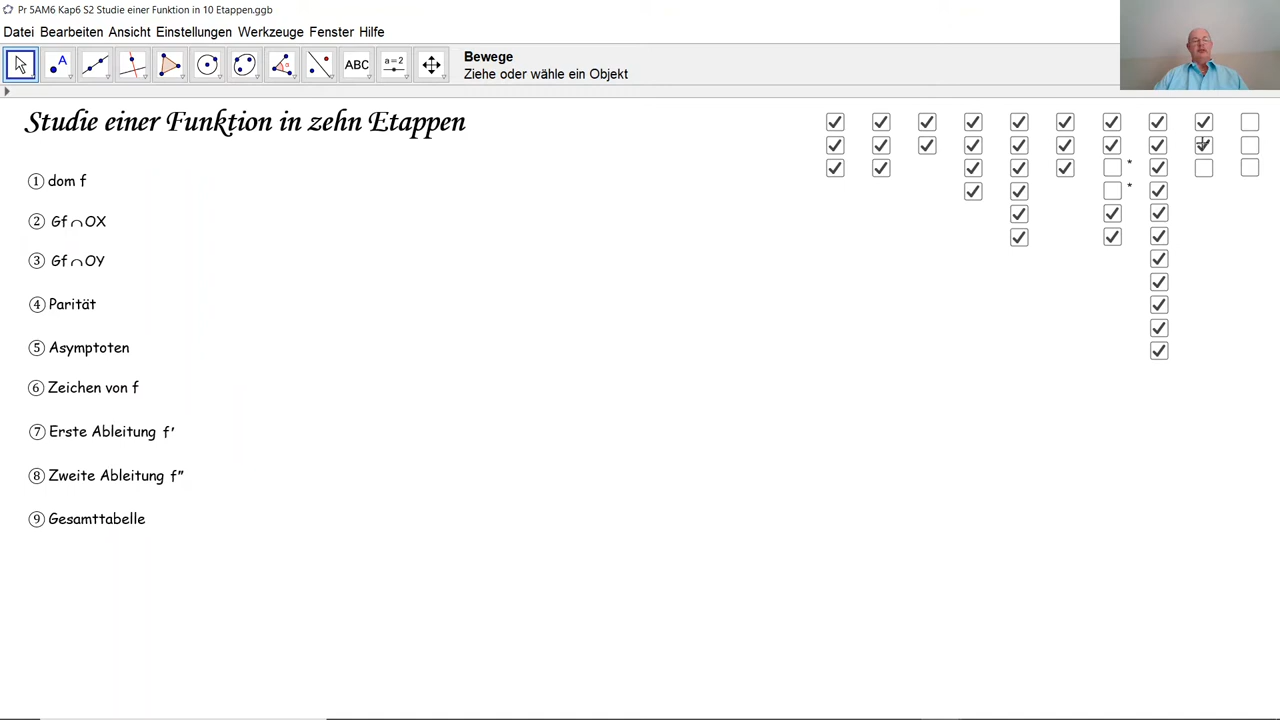 Pr 5AM6 Kap6 S2 Studie einer Funktion in 10 Etappen.ggb
Datei Bearbeiten Ansicht Einstellungen Werkzeuge Fenster Hilfe
A ABC a=2
Bewege
Ziehe oder wähle ein Objekt
Studie einer Funktion in zehn Etappen
① dom f
② Gf ∩ OX
③ Gf ∩ OY
④ Parität
⑤ Asymptoten
⑥ Zeichen von f
⑦ Erste Ableitung f'
⑧ Zweite Ableitung f"
⑨ Gesamttabelle
*
*